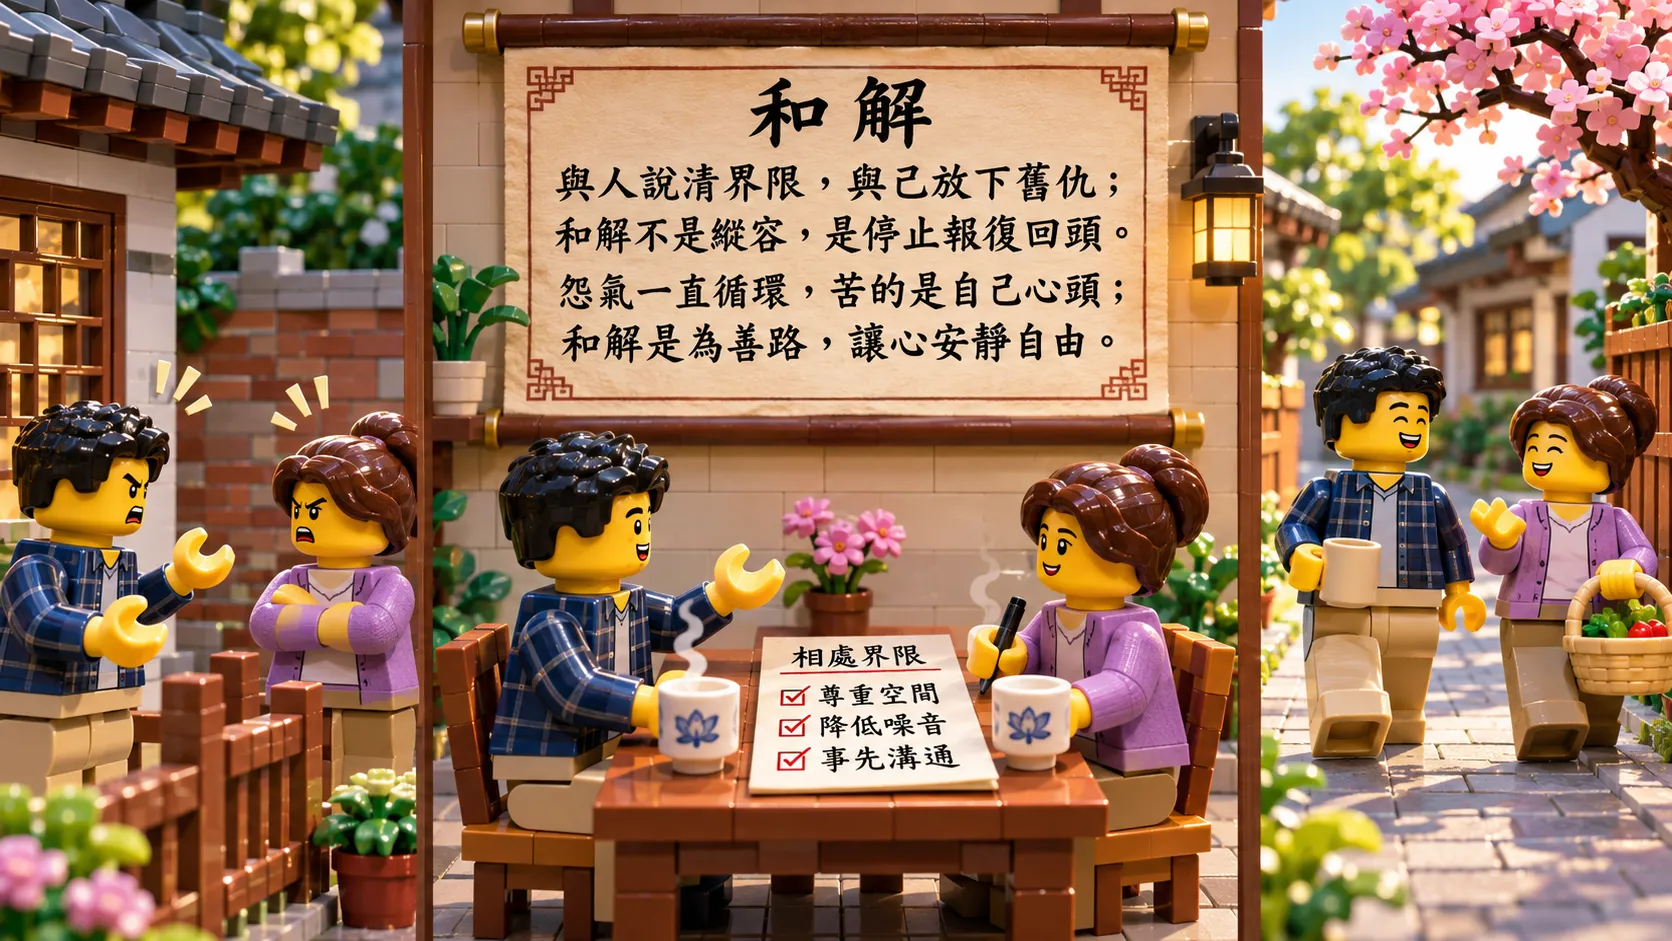 和解
與人說清界限，與己放下舊仇；
和解不是縱容，是停止報復回頭。
怨氣一直循環，苦的是自己心頭；
和解是為善路，讓心安靜自由。
相處界限
尊重空間
降低噪音
事先溝通